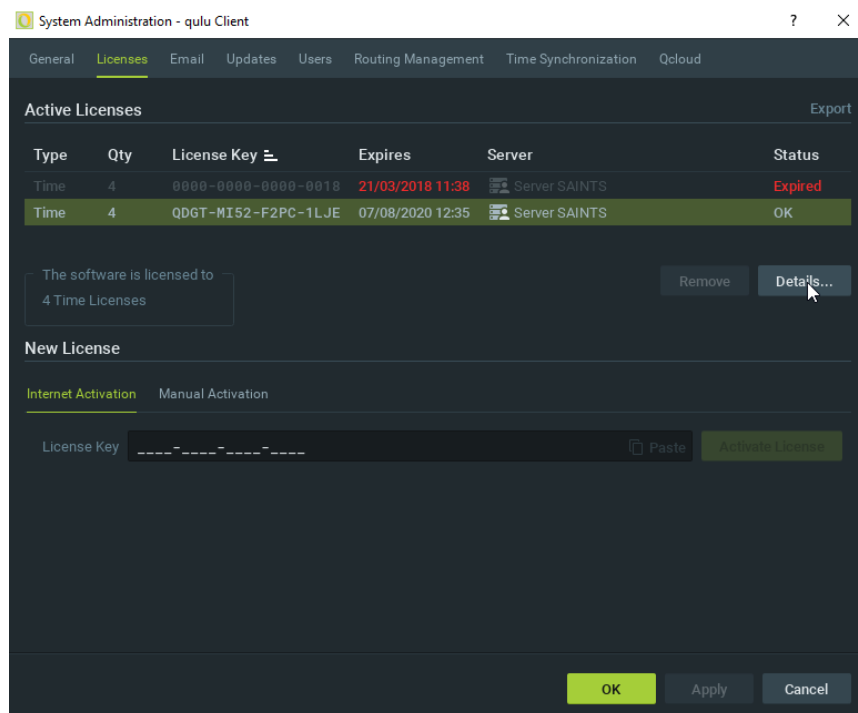 System Administration - qulu Client ? ×
General Licenses Email Updates Users Routing Management Time Synchronization Qcloud
Active Licenses Export
Type Qty License Key Expires Server Status
Time 4 0000-0000-0000-0018 21/03/2018 11:38 Server SAINTS Expired
Time 4 QDGT-MI52-F2PC-1LJE 07/08/2020 12:35 Server SAINTS OK
The software is licensed to
4 Time Licenses
Remove Details...
New License
Internet Activation Manual Activation
License Key ____-____-____-____ Paste Activate License
OK Apply Cancel